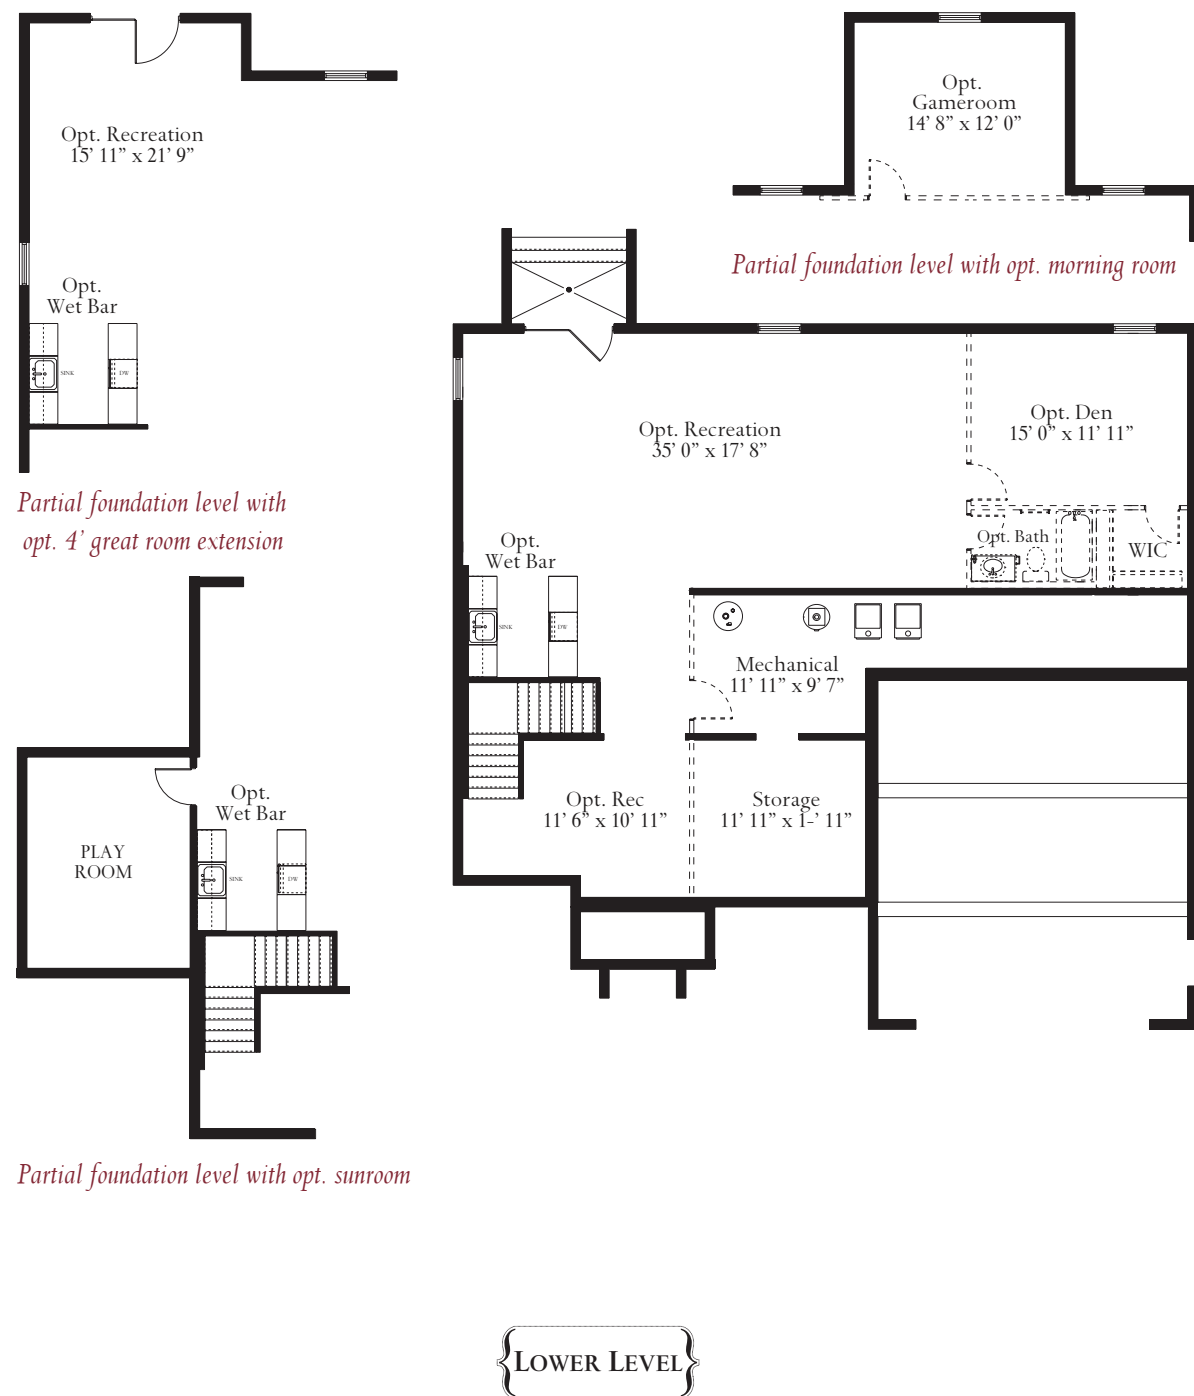 Opt. Recreation
15' 11” x 21' 9”
Opt.
Wet Bar
SINK
DW
Partial foundation level with
opt. 4' great room extension
Opt.
Gameroom
14' 8” x 12' 0”
Partial foundation level with opt. morning room
Opt. Recreation
35' 0” x 17' 8”
Opt. Den
15' 0” x 11' 11”
Opt. Bath
WIC
Opt.
Wet Bar
SINK
DW
Mechanical
11' 11” x 9' 7”
Opt. Rec
11' 6” x 10' 11”
Storage
11' 11” x 1-' 11”
Opt.
Wet Bar
PLAY
ROOM
SINK
DW
Partial foundation level with opt. sunroom
LOWER LEVEL